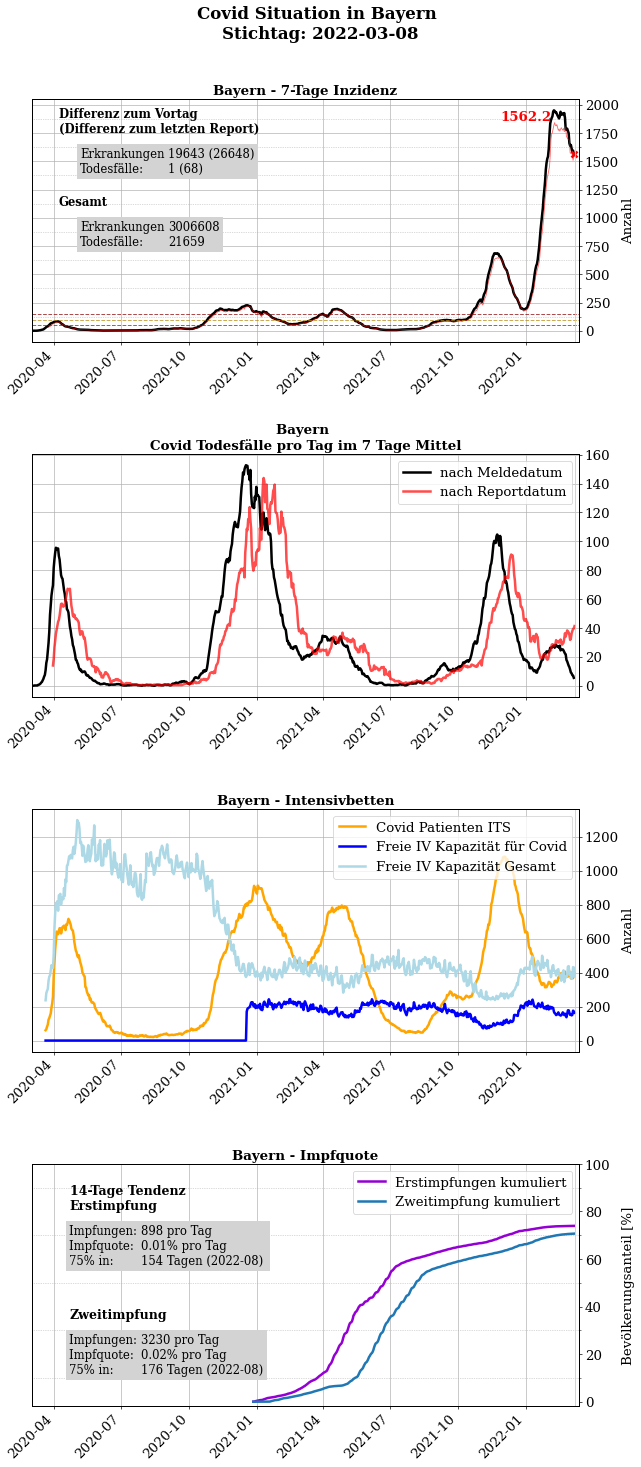 Covid Situation in Bayern
Stichtag: 2022-03-08
Bayern - 7-Tage Inzidenz
Differenz zum Vortag
(Differenz zum letzten Report)
Erkrankungen 19643 (26648)
Todesfälle: 1 (68)
Gesamt
Erkrankungen 3006608
Todesfälle: 21659
1562.2
2000
1750
1500
1250
1000
750
500
250
0
Anzahl
2020-04
2020-07
2020-10
2021-01
2021-04
2021-07
2021-10
2022-01
Bayern
Covid Todesfälle pro Tag im 7 Tage Mittel
nach Meldedatum
nach Reportdatum
160
140
120
100
80
60
40
20
0
2020-04
2020-07
2020-10
2021-01
2021-04
2021-07
2021-10
2022-01
Bayern - Intensivbetten
Covid Patienten ITS
Freie IV Kapazität für Covid
Freie IV Kapazität Gesamt
1200
1000
800
600
400
200
0
Anzahl
2020-04
2020-07
2020-10
2021-01
2021-04
2021-07
2021-10
2022-01
Bayern - Impfquote
14-Tage Tendenz
Erstimpfung
Impfungen: 898 pro Tag
Impfquote: 0.01% pro Tag
75% in: 154 Tagen (2022-08)
Zweitimpfung
Impfungen: 3230 pro Tag
Impfquote: 0.02% pro Tag
75% in: 176 Tagen (2022-08)
Erstimpfungen kumuliert
Zweitimpfung kumuliert
100
80
60
40
20
0
Bevölkerungsanteil [%]
2020-04
2020-07
2020-10
2021-01
2021-04
2021-07
2021-10
2022-01